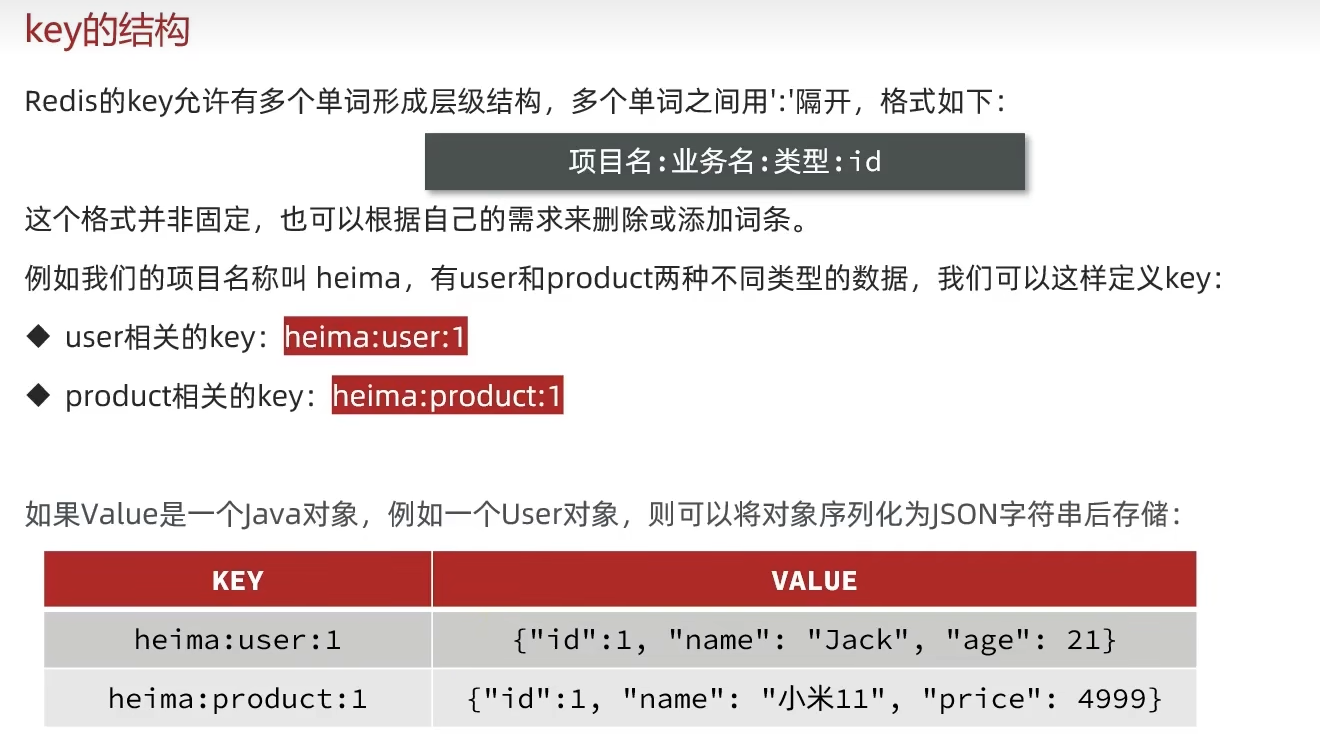 key的结构
Redis的key允许有多个单词形成层级结构，多个单词之间用':'隔开，格式如下：
项目名:业务名:类型:id
这个格式并非固定，也可以根据自己的需求来删除或添加词条。
例如我们的项目名称叫 heima，有user和product两种不同类型的数据，我们可以这样定义key：
◆ user相关的key：heima:user:1
◆ product相关的key：heima:product:1
如果Value是一个Java对象，例如一个User对象，则可以将对象序列化为JSON字符串后存储：
KEY VALUE
heima:user:1 {"id":1, "name": "Jack", "age": 21}
heima:product:1 {"id":1, "name": "小米11", "price": 4999}